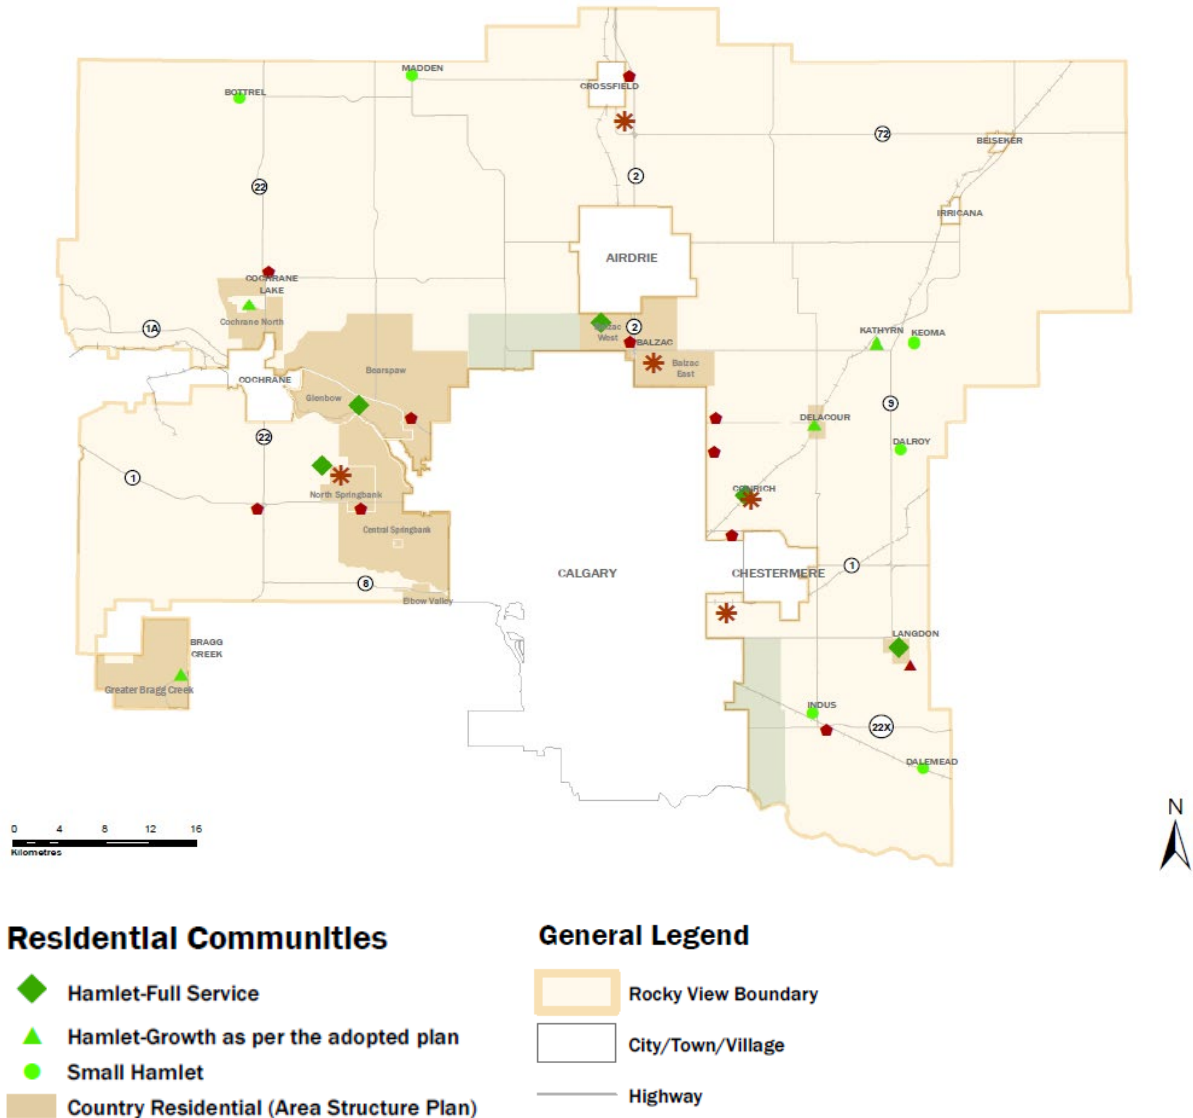 MADDEN
BOTTREL
CROSSFIELD
72
BEISEKER
2
22
IRRICANA
AIRDRIE
COCHRANE
LAKE
Cochrane North
1A
2
West
BALZAC
KATHYRN
KEOMA
Balzac
East
Bearspaw
COCHRANE
Glenbow
9
DELACOUR
22
DALROY
1
North Springbank
CONRICH
Central Springbank
CALGARY
CHESTERMERE
1
8
Elbow Valley
BRAGG
CREEK
LANGDON
Greater Bragg Creek
INDUS
22X
DALEMEAD
0 4 8 12 16
Kilometres
N
Residential Communities
Hamlet-Full Service
Hamlet-Growth as per the adopted plan
Small Hamlet
Country Residential (Area Structure Plan)
General Legend
Rocky View Boundary
City/Town/Village
Highway